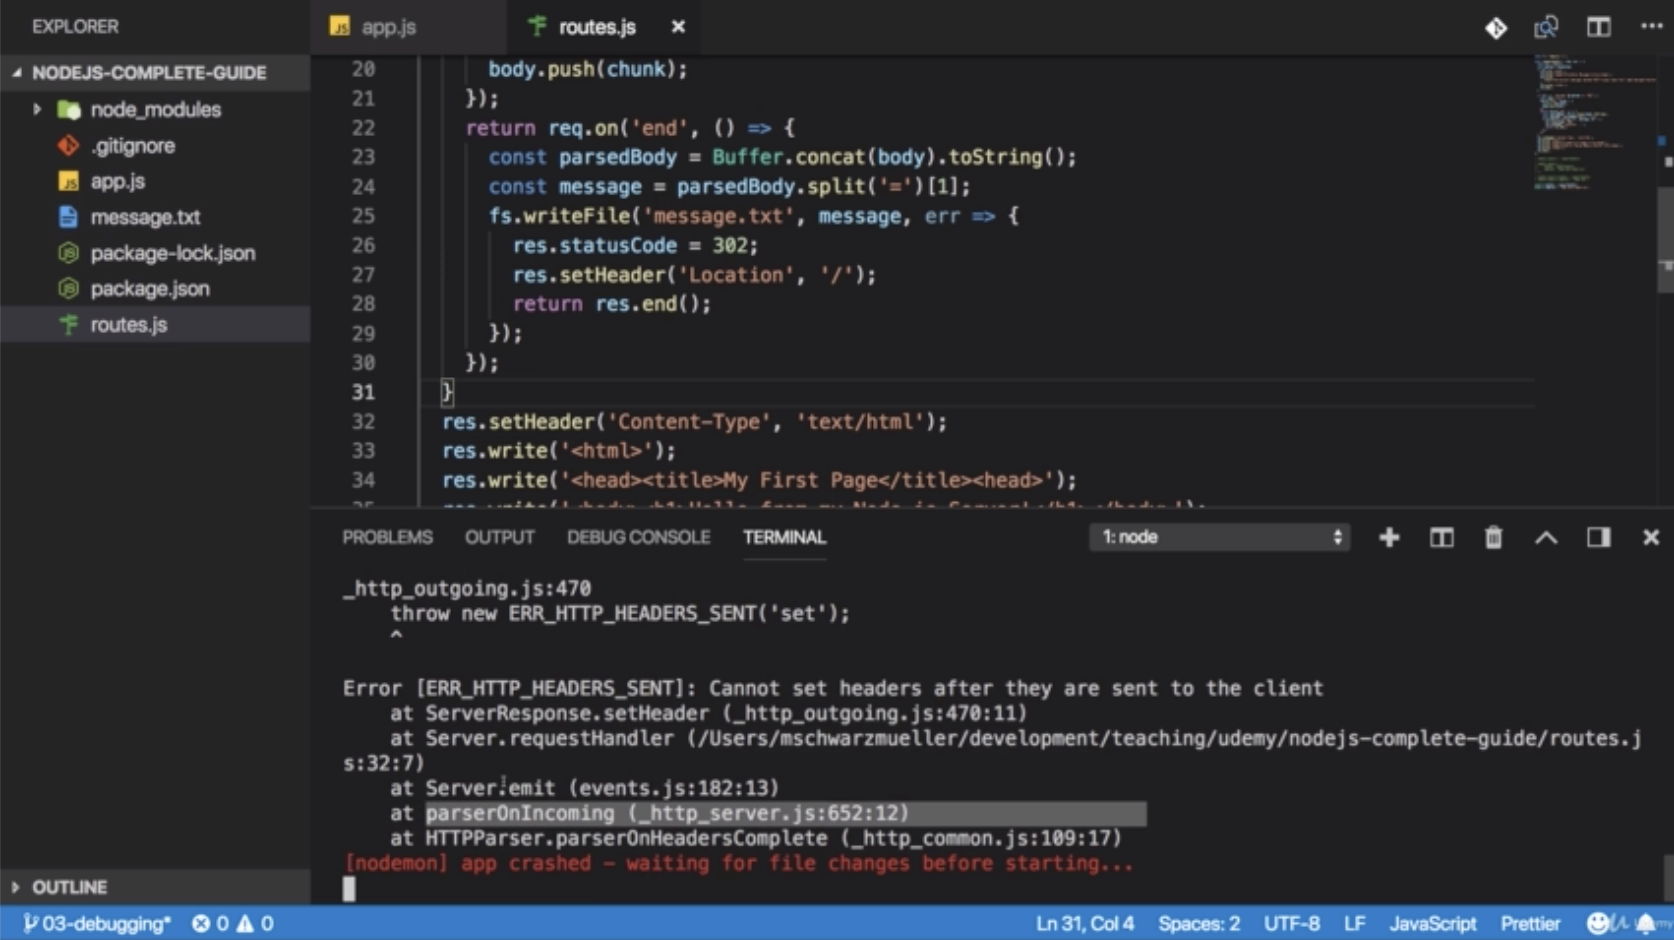 EXPLORER
app.js
routes.js
NODEJS-COMPLETE-GUIDE
node_modules
.gitignore
app.js
message.txt
package-lock.json
package.json
routes.js
20 body.push(chunk);
21 });
22 return req.on('end', () => {
23 const parsedBody = Buffer.concat(body).toString();
24 const message = parsedBody.split('=')[1];
25 fs.writeFile('message.txt', message, err => {
26 res.statusCode = 302;
27 res.setHeader('Location', '/');
28 return res.end();
29 });
30 });
31 }
32 res.setHeader('Content-Type', 'text/html');
33 res.write('<html>');
34 res.write('<head><title>My First Page</title><head>');
PROBLEMS OUTPUT DEBUG CONSOLE TERMINAL
1: node
_http_outgoing.js:470
throw new ERR_HTTP_HEADERS_SENT('set');
^
Error [ERR_HTTP_HEADERS_SENT]: Cannot set headers after they are sent to the client
at ServerResponse.setHeader (_http_outgoing.js:470:11)
at Server.requestHandler (/Users/mschwarzmueller/development/teaching/udemy/nodejs-complete-guide/routes.j
s:32:7)
at Server.emit (events.js:182:13)
at parserOnIncoming (_http_server.js:652:12)
at HTTPParser.parserOnHeadersComplete (_http_common.js:109:17)
[nodemon] app crashed - waiting for file changes before starting...
OUTLINE
03-debugging* 0 0
Ln 31, Col 4 Spaces: 2 UTF-8 LF JavaScript Prettier